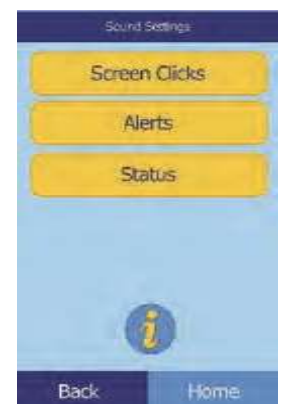 Sound Settings
Screen Clicks
Alerts
Status
i
Back
Home